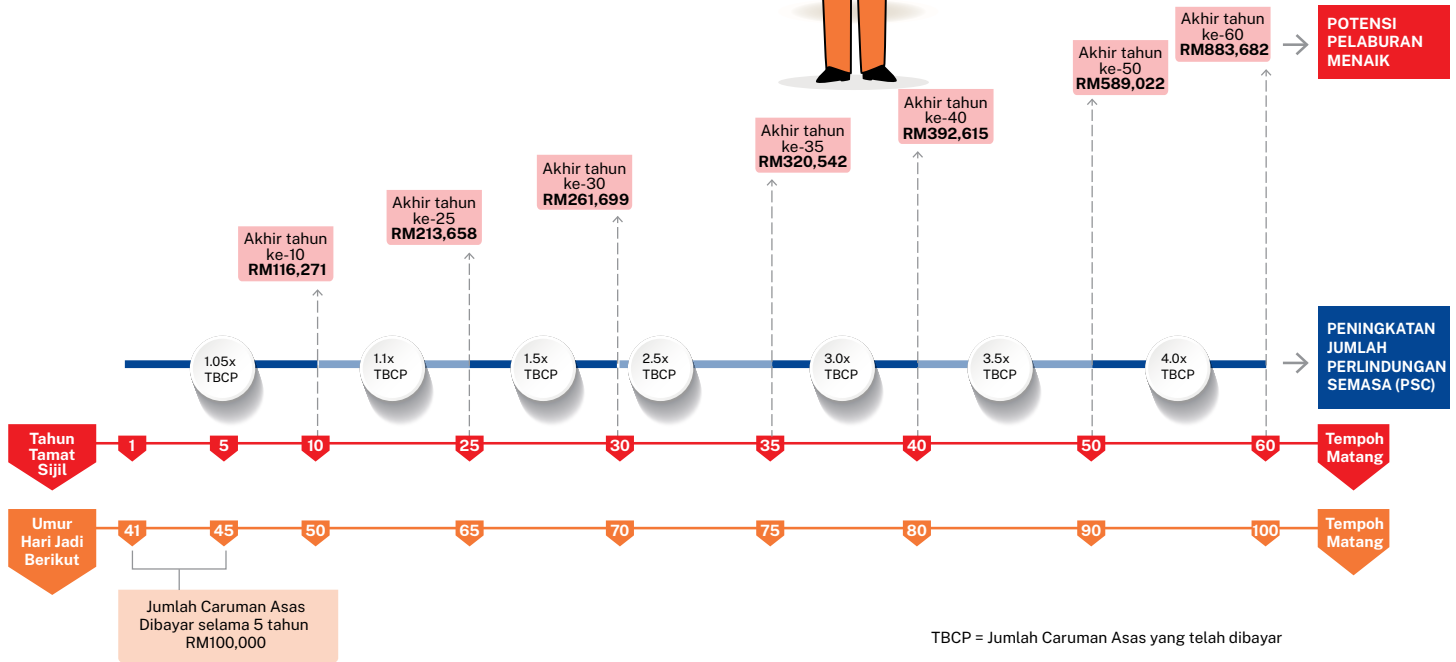 Akhir tahun
ke-60
RM883,682
POTENSI
PELABURAN
MENAIK
Akhir tahun
ke-50
RM589,022
Akhir tahun
ke-40
RM392,615
Akhir tahun
ke-35
RM320,542
Akhir tahun
ke-30
RM261,699
Akhir tahun
ke-25
RM213,658
Akhir tahun
ke-10
RM116,271
1.05x
TBCP
1.1x
TBCP
1.5x
TBCP
2.5x
TBCP
3.0x
TBCP
3.5x
TBCP
4.0x
TBCP
PENINGKATAN
JUMLAH
PERLINDUNGAN
SEMASA (PSC)
Tahun
Tamat
Sijil
1 5 10 25 30 35 40 50 60
Tempoh
Matang
Umur
Hari Jadi
Berikut
41 45 50 65 70 75 80 90 100
Tempoh
Matang
Jumlah Caruman Asas
Dibayar selama 5 tahun
RM100,000
TBCP = Jumlah Caruman Asas yang telah dibayar